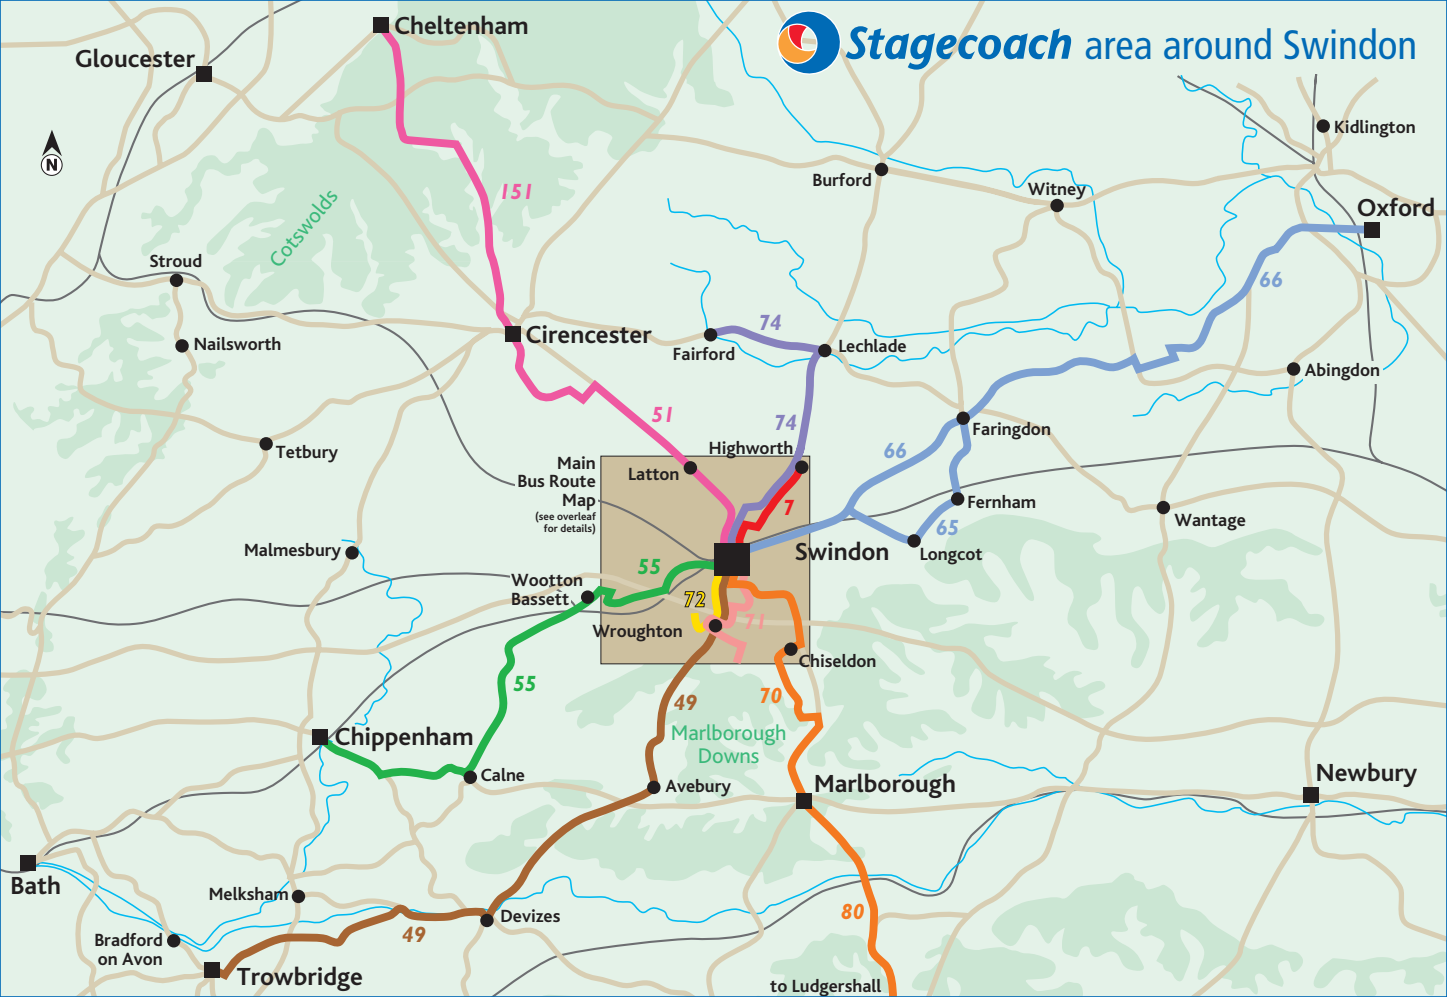 Stagecoach area around Swindon
Cheltenham
Gloucester
N
Kidlington
Burford
Witney
Oxford
151
Cotswolds
Stroud
66
Nailsworth
Cirencester
74
Fairford
Lechlade
Abingdon
51
74
Faringdon
Tetbury
Highworth
66
Latton
Main
Bus Route
Map
(see overleaf
for details)
7
Fernham
65
Wantage
Malmesbury
Swindon
Longcot
55
Wootton
Bassett
72
71
Wroughton
Chiseldon
55
49
70
Marlborough
Downs
Chippenham
Calne
Avebury
Marlborough
Newbury
Bath
Melksham
Devizes
80
49
Bradford
on Avon
Trowbridge
to Ludgershall